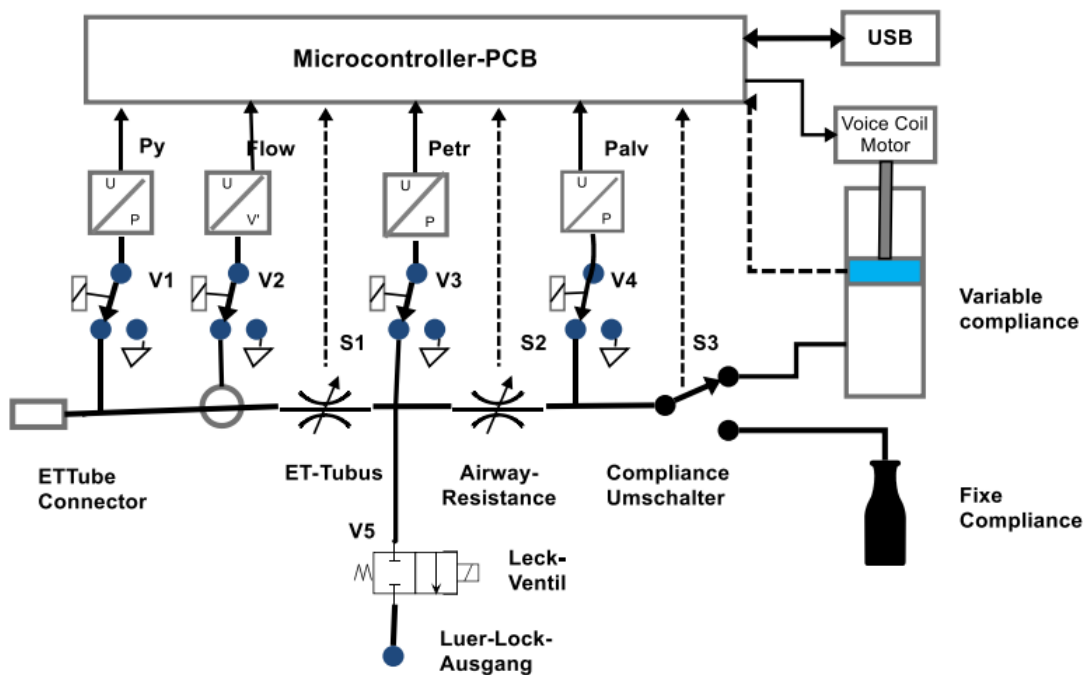 Microcontroller-PCB
USB
Voice Coil
Motor
Py
Flow
Petr
Palv
U
P
U
V'
U
P
U
P
V1
V2
V3
V4
S1
S2
S3
Variable
compliance
ETTube
Connector
ET-Tubus
Airway-
Resistance
Compliance
Umschalter
Fixe
Compliance
V5
Leck-
Ventil
Luer-Lock-
Ausgang